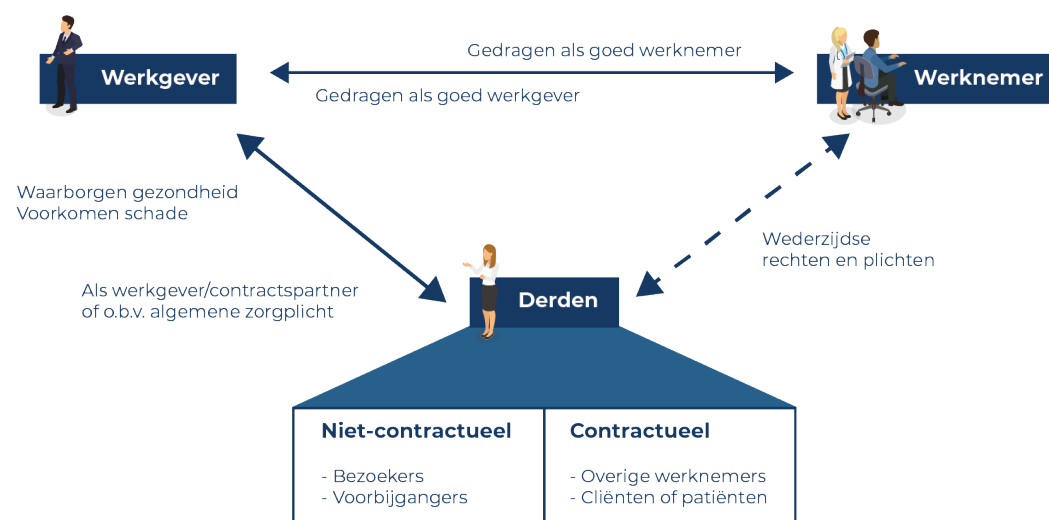 Gedragen als goed werknemer
Werkgever
Werknemer
Gedragen als goed werkgever
Waarborgen gezondheid
Voorkomen schade
Wederzijdse
rechten en plichten
Als werkgever/contractspartner
of o.b.v. algemene zorgplicht
Derden
Niet-contractueel
- Bezoekers
- Voorbijgangers
Contractueel
- Overige werknemers
- Cliënten of patiënten